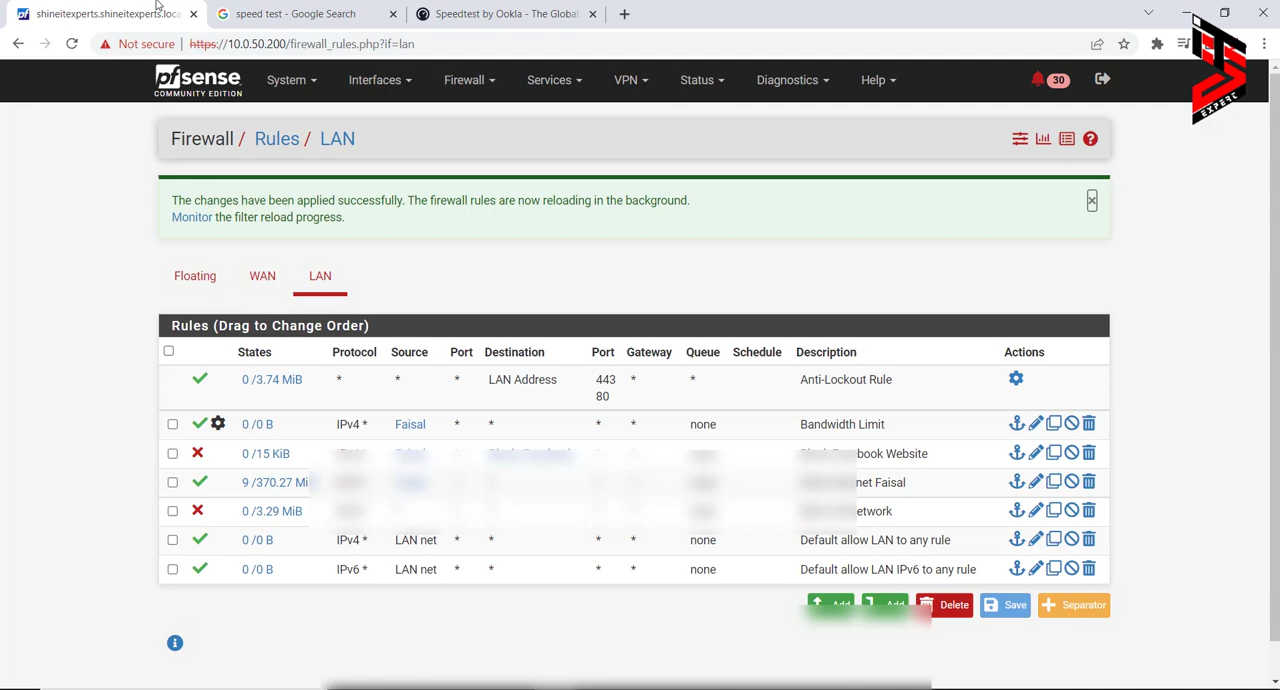 shineitexperts.shineitexperts.loca
speed test - Google Search
Speedtest by Ookla - The Global
Not secure | https://10.0.50.200/firewall_rules.php?if=lan
pfsense
COMMUNITY EDITION
System
Interfaces
Firewall
Services
VPN
Status
Diagnostics
Help
30
ITS
EXPERT
Firewall / Rules / LAN
The changes have been applied successfully. The firewall rules are now reloading in the background.
Monitor the filter reload progress.
Floating WAN LAN
Rules (Drag to Change Order)
States Protocol Source Port Destination Port Gateway Queue Schedule Description Actions
0 /3.74 MiB * * * LAN Address 443 * * Anti-Lockout Rule
80
0 /0 B IPv4 * Faisal * * * * none Bandwidth Limit
0 /15 KiB Website
9 /370.27 Faisal
0 /3.29 MiB
0 /0 B IPv4 * LAN net * * * * none Default allow LAN to any rule
0 /0 B IPv6 * LAN net * * * * none Default allow LAN IPv6 to any rule
Add Add Delete Save Separator